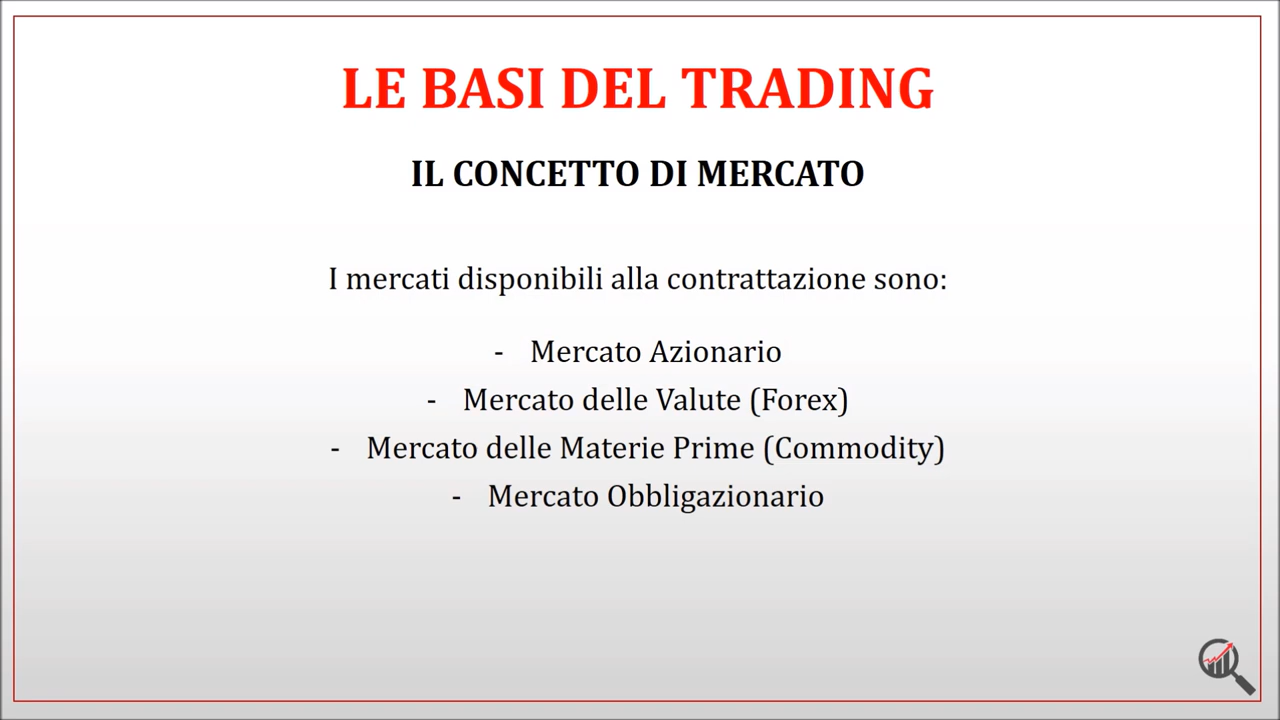 LE BASI DEL TRADING
IL CONCETTO DI MERCATO
I mercati disponibili alla contrattazione sono:
- Mercato Azionario
- Mercato delle Valute (Forex)
- Mercato delle Materie Prime (Commodity)
- Mercato Obbligazionario